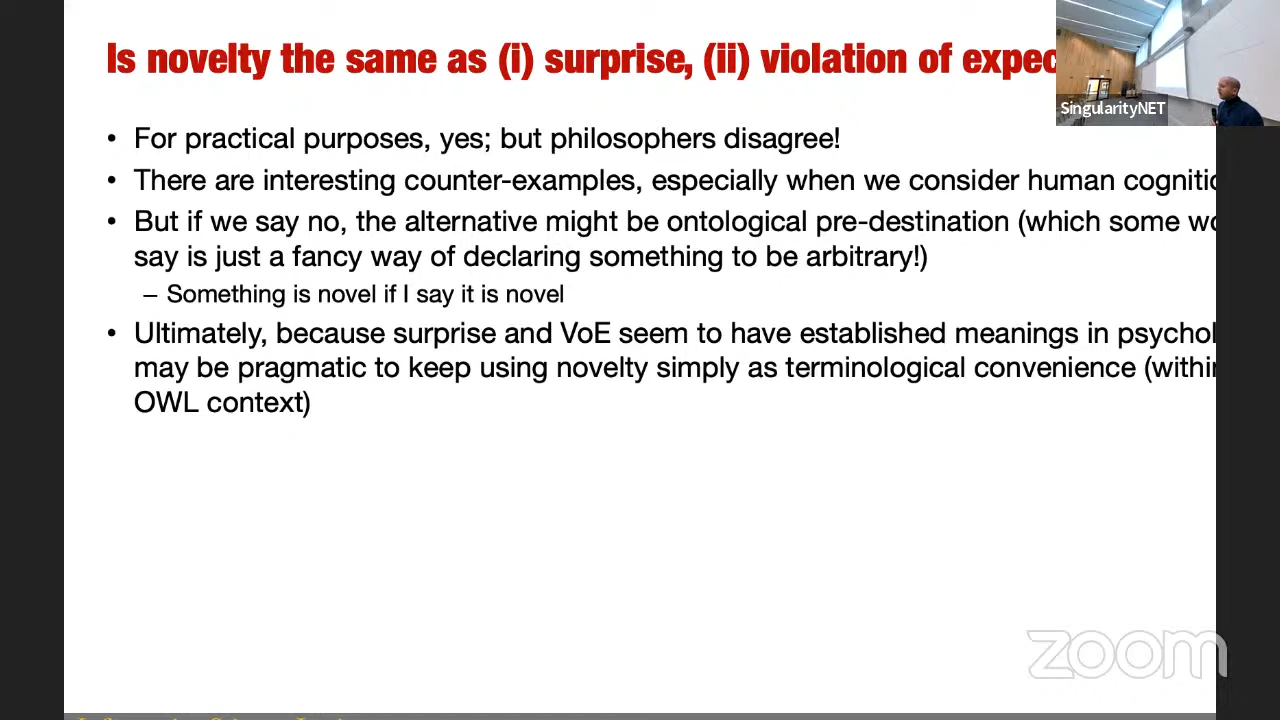 Is novelty the same as (i) surprise, (ii) violation of expec
SingularityNET
• For practical purposes, yes; but philosophers disagree!
• There are interesting counter-examples, especially when we consider human cognitic
• But if we say no, the alternative might be ontological pre-destination (which some wo
say is just a fancy way of declaring something to be arbitrary!)
– Something is novel if I say it is novel
• Ultimately, because surprise and VoE seem to have established meanings in psychol
may be pragmatic to keep using novelty simply as terminological convenience (within
OWL context)
zoom